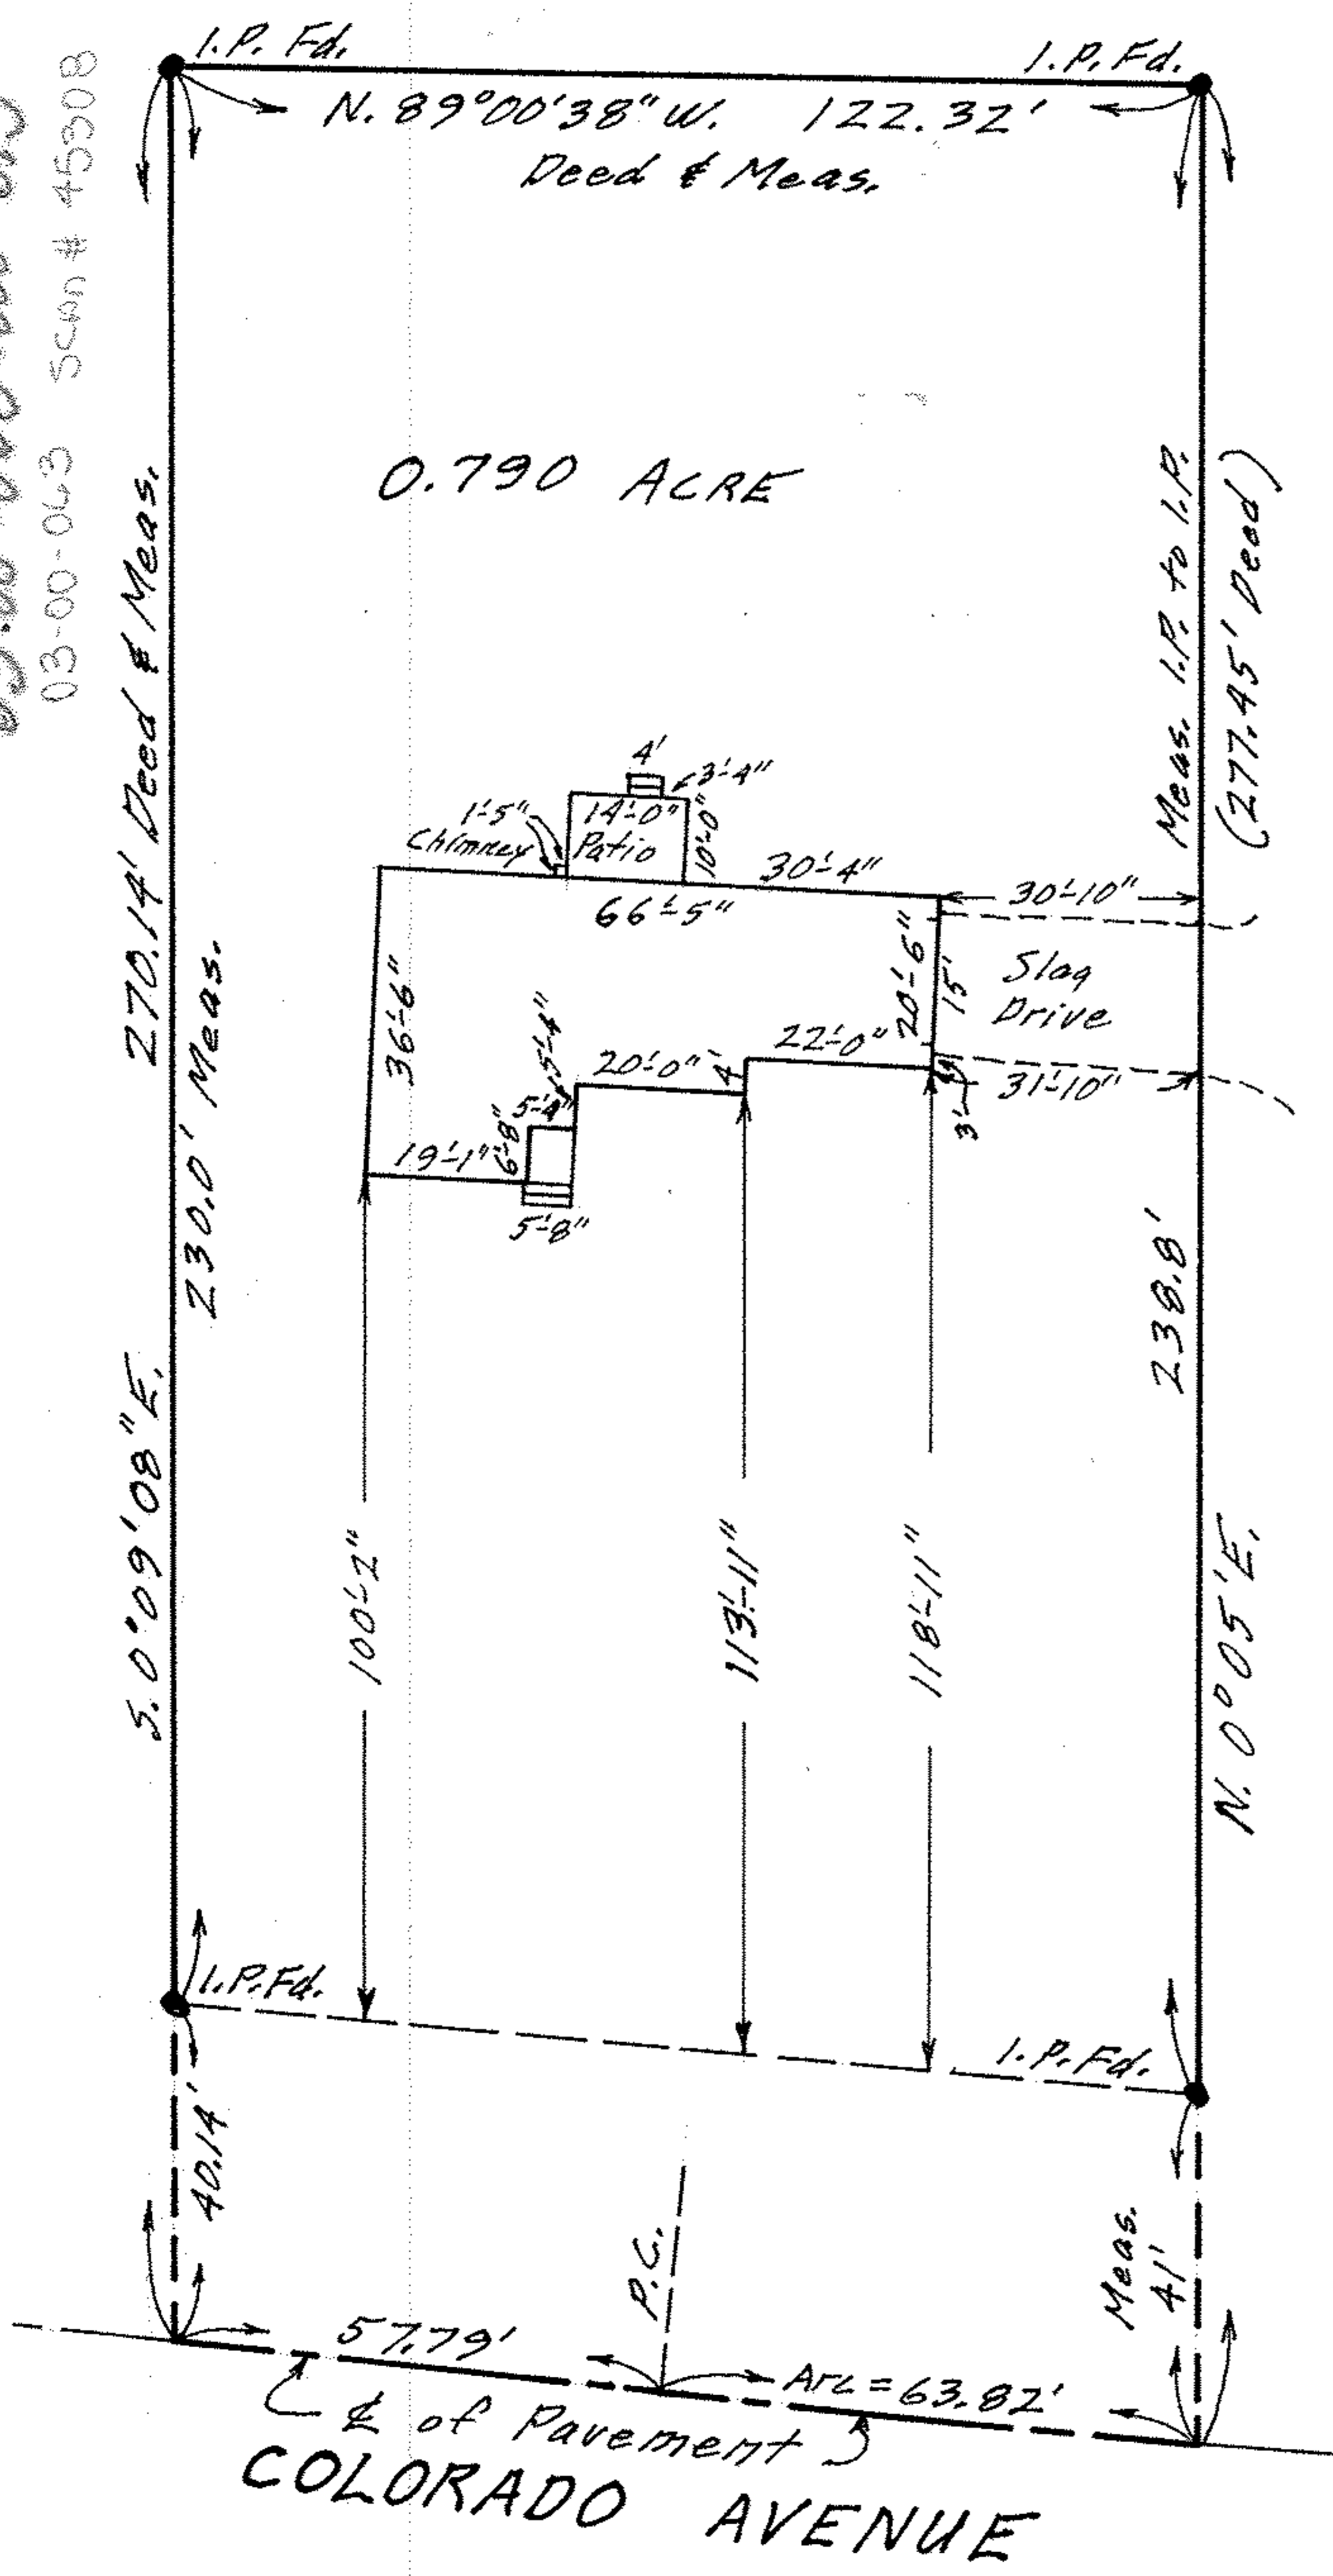 I.P. Fd.
I.P. Fd.
N. 89°00'38" W. 122.32'
Deed & Meas.
03-00-063 Scan # 45308
0.790 ACRE
270.14' Deed & Meas.
230.0' Meas.
S. 0°09'08" E.
Meas. I.P. to I.P.
(277.45' Deed)
238.8'
N. 0°05' E.
4'
3'-4"
1'-5"
Chimney
14'-0"
Patio
10'-0"
30'-4"
66'-5"
30'-10"
36'-6"
20'-6"
15'
Slag
Drive
5'-4"
20'-0"
4'
22'-0"
31'-10"
3'
5'-4"
6'-8"
19'-1"
5'-8"
100'-2"
113'-11"
118'-11"
I.P. Fd.
I.P. Fd.
40.14'
P.C.
Meas.
41'
57.79'
Arc = 63.82'
℄ of Pavement
COLORADO AVENUE